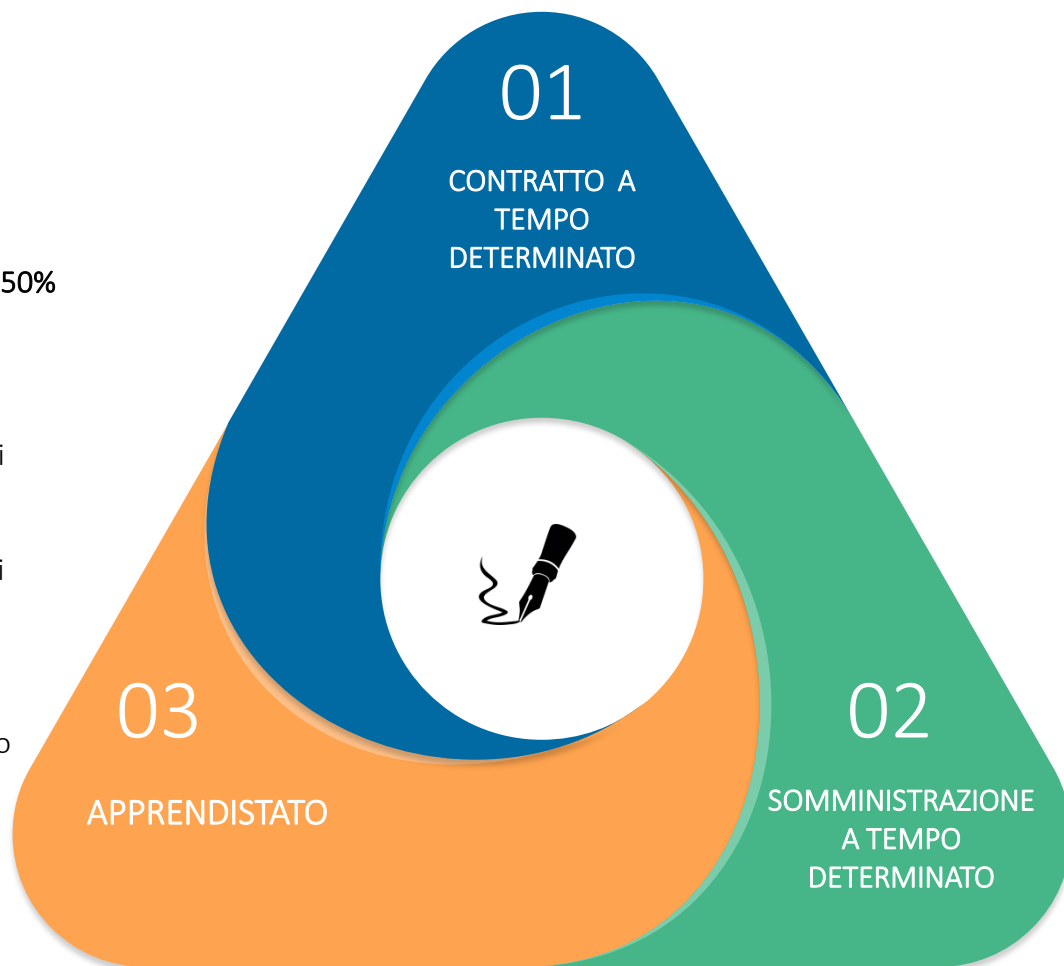 01
CONTRATTO A
TEMPO
DETERMINATO
50%
i
i
03
o
APPRENDISTATO
02
SOMMINISTRAZIONE
A TEMPO
DETERMINATO